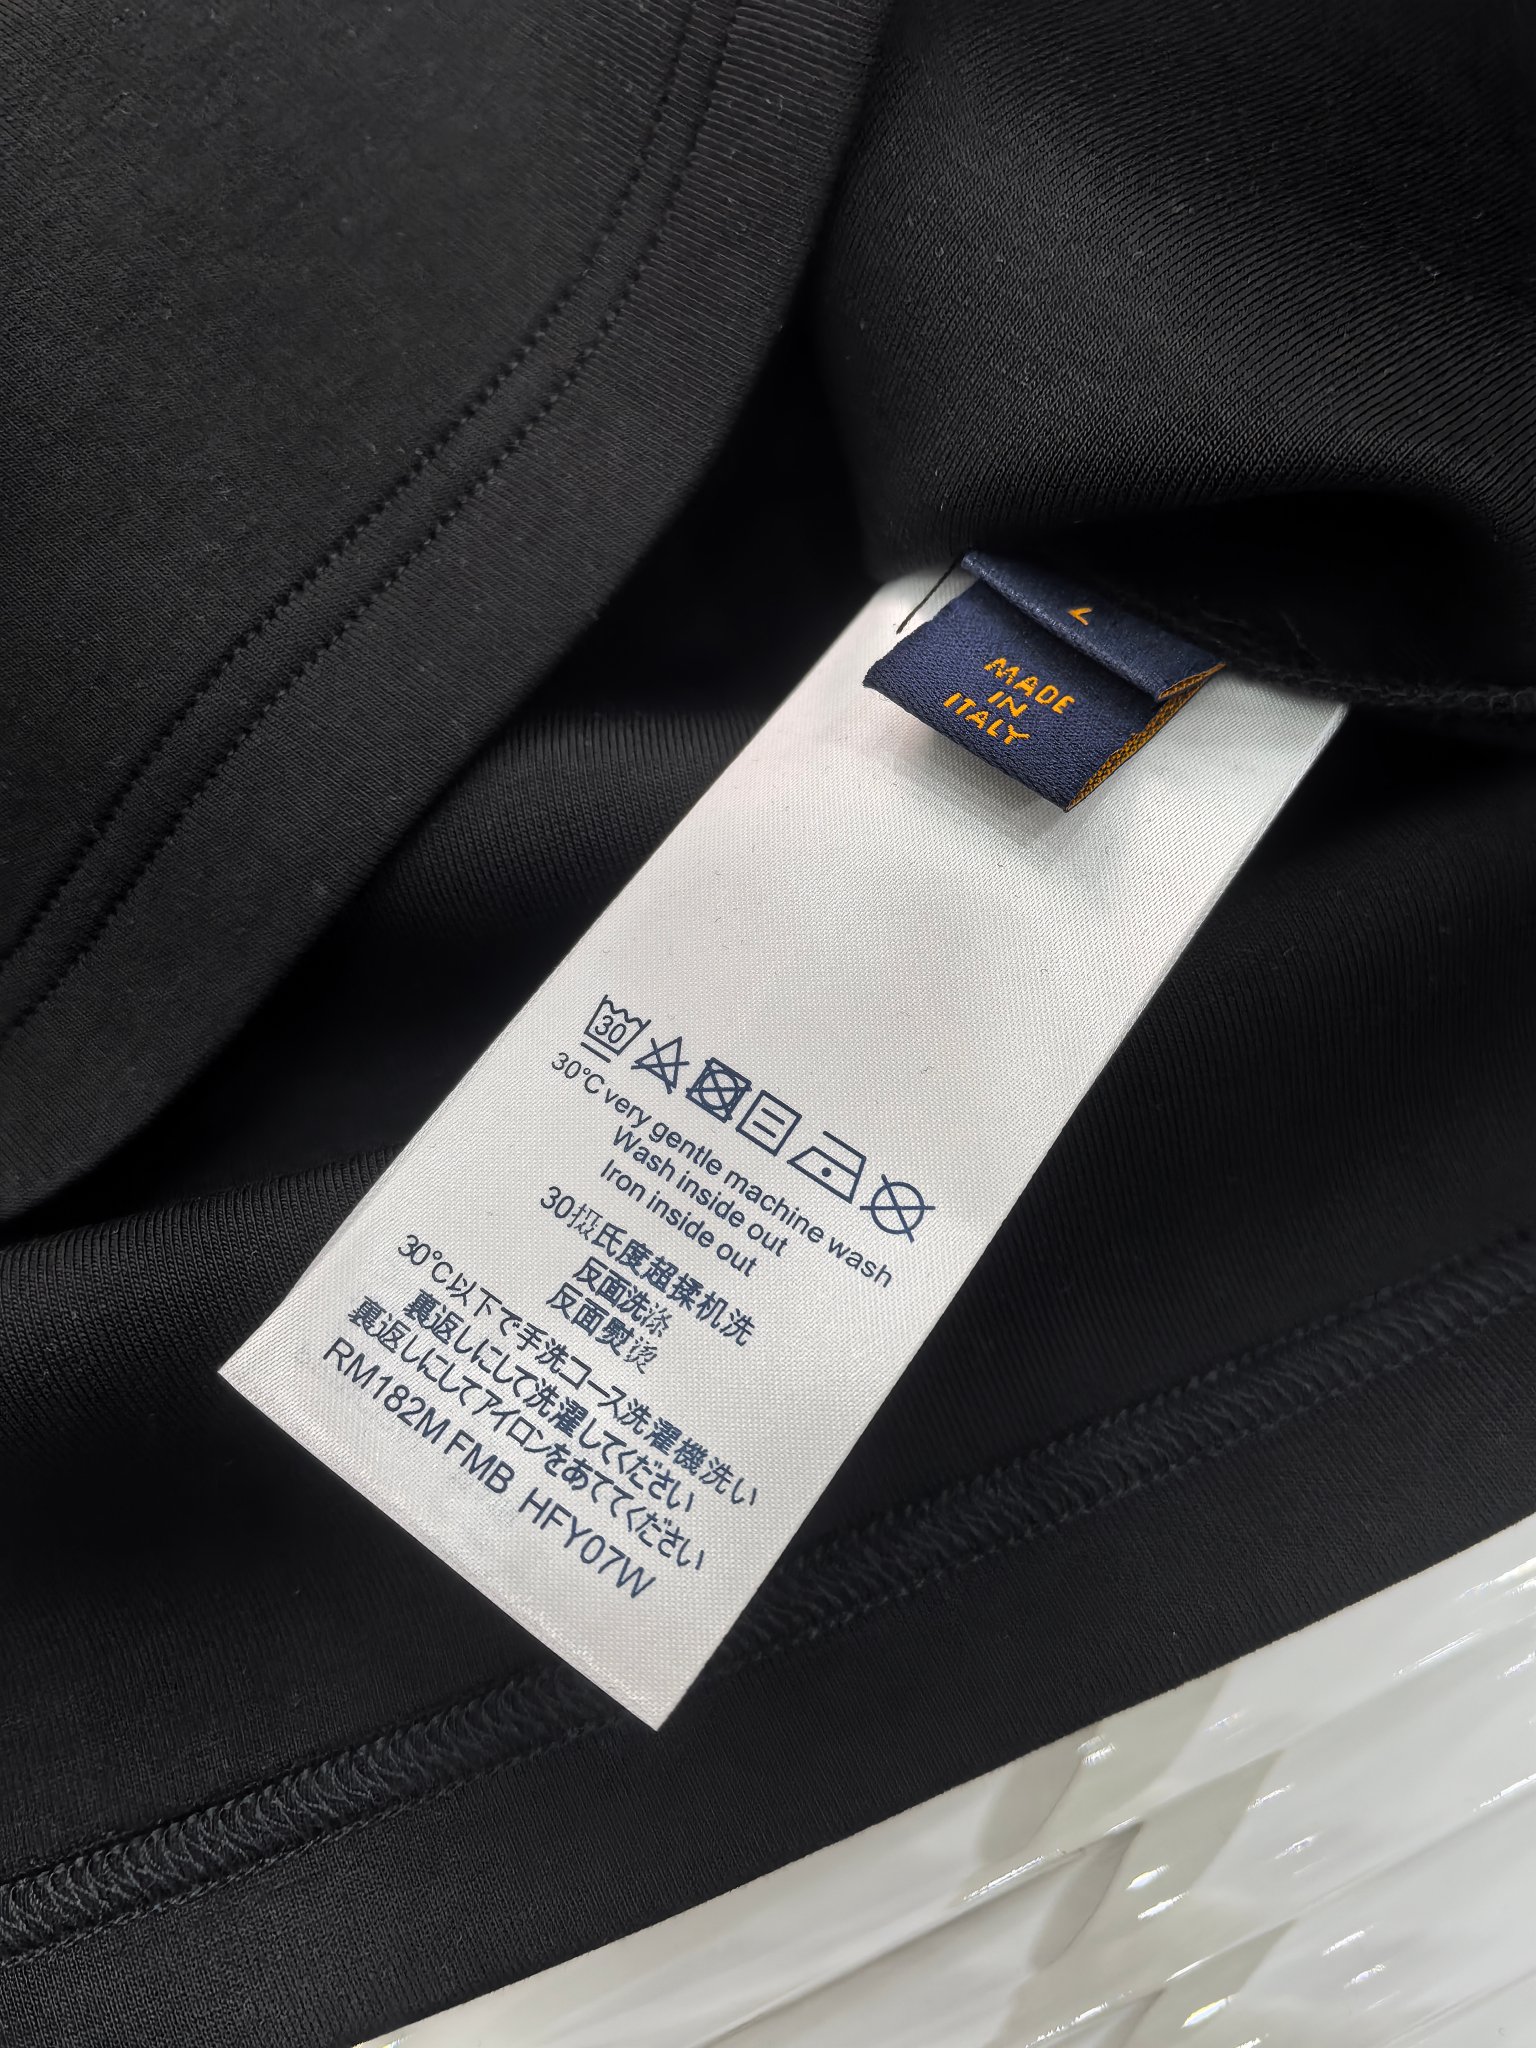 MADE
IN
ITALY
30
30°C very gentle machine wash
Wash inside out
Iron inside out
30摄氏度超揉机洗
反面洗涤
反面熨烫
30°C以下で手洗コース洗濯機洗い
裏返しにして洗濯してください
裏返しにしてアイロンをあててください
RM182M FMB HFY07W